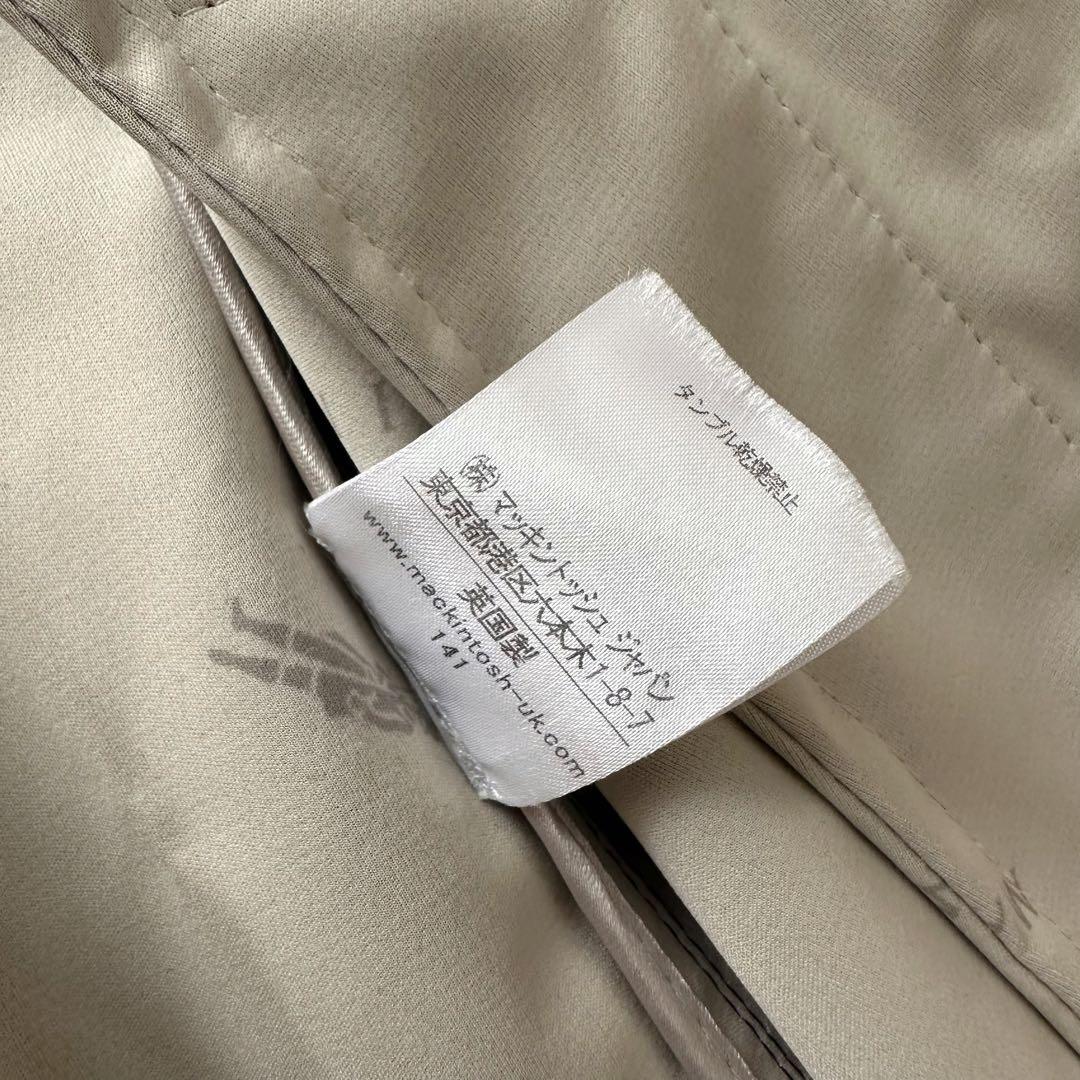 タンブル乾燥禁止
(株) マッキントッシュ ジャパン
東京都港区六本木1-8-7
英国製
www.mackintosh-uk.com
141